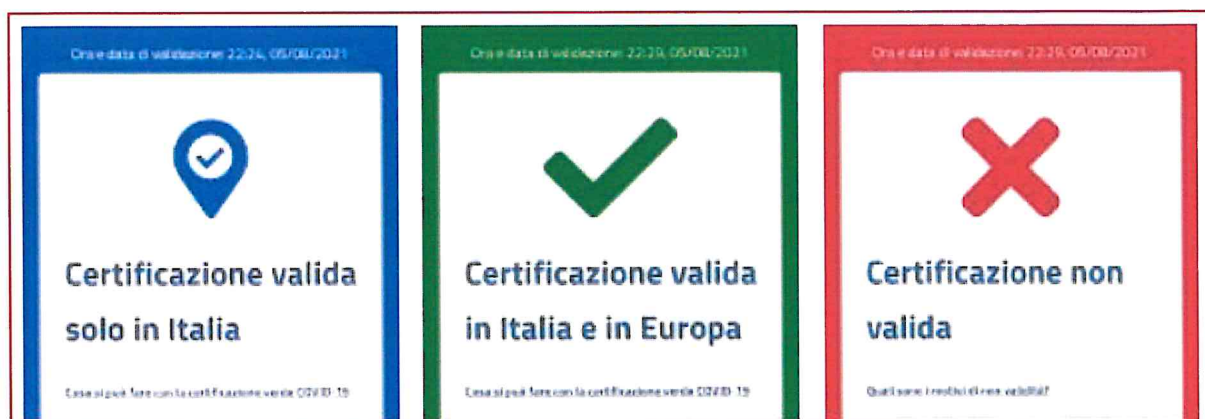 Ora e data di validazione: 22:24, 05/08/2021
Certificazione valida
solo in Italia
Cosa si può fare con la certificazione verde COVID-19
Ora e data di validazione: 22:29, 05/08/2021
Certificazione valida
in Italia e in Europa
Cosa si può fare con la certificazione verde COVID-19
Ora e data di validazione: 22:29, 05/08/2021
Certificazione non
valida
Quali sono i motivi di non validità?